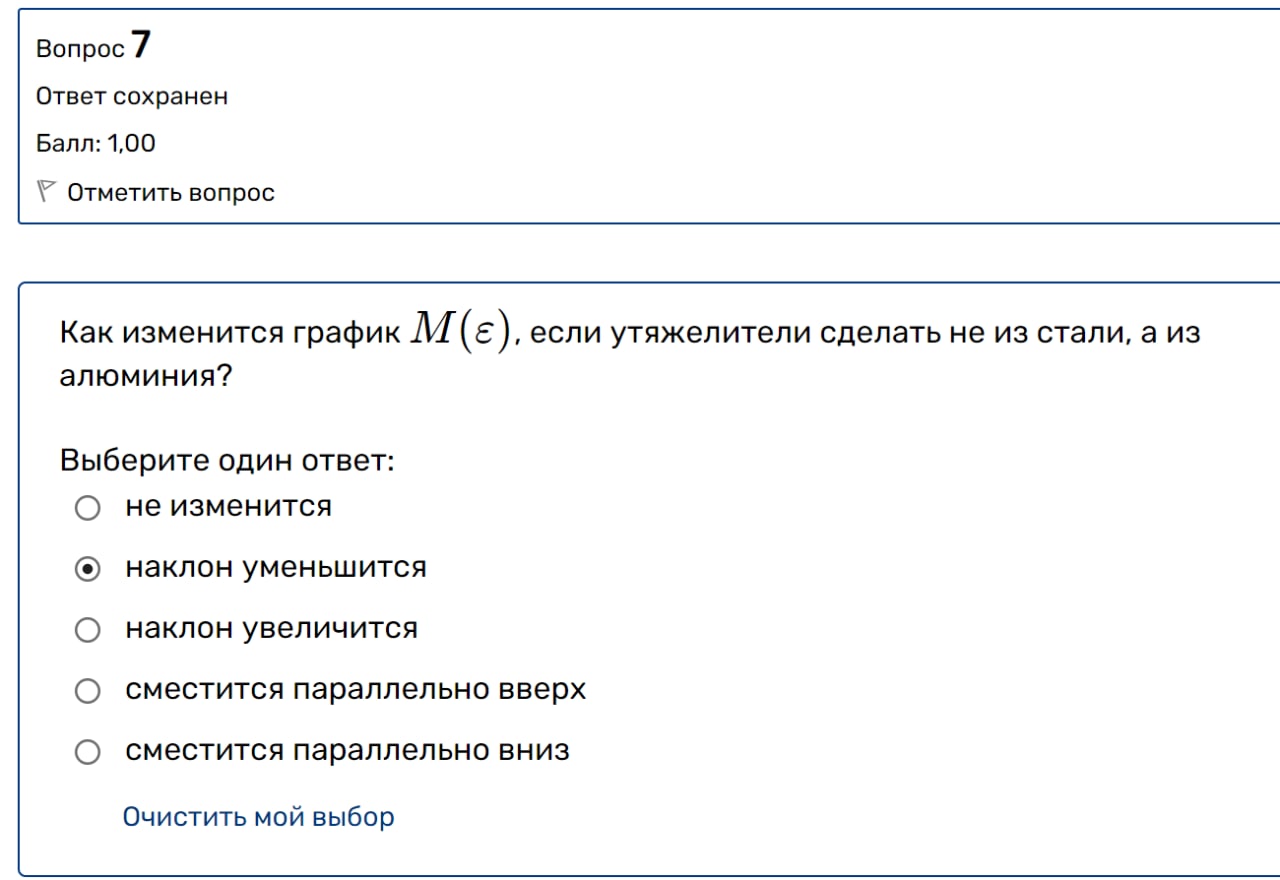 Вопрос 7
Ответ сохранен
Балл: 1,00
Отметить вопрос
Как изменится график M(ε), если утяжелители сделать не из стали, а из
алюминия?
Выберите один ответ:
не изменится
наклон уменьшится
наклон увеличится
сместится параллельно вверх
сместится параллельно вниз
Очистить мой выбор